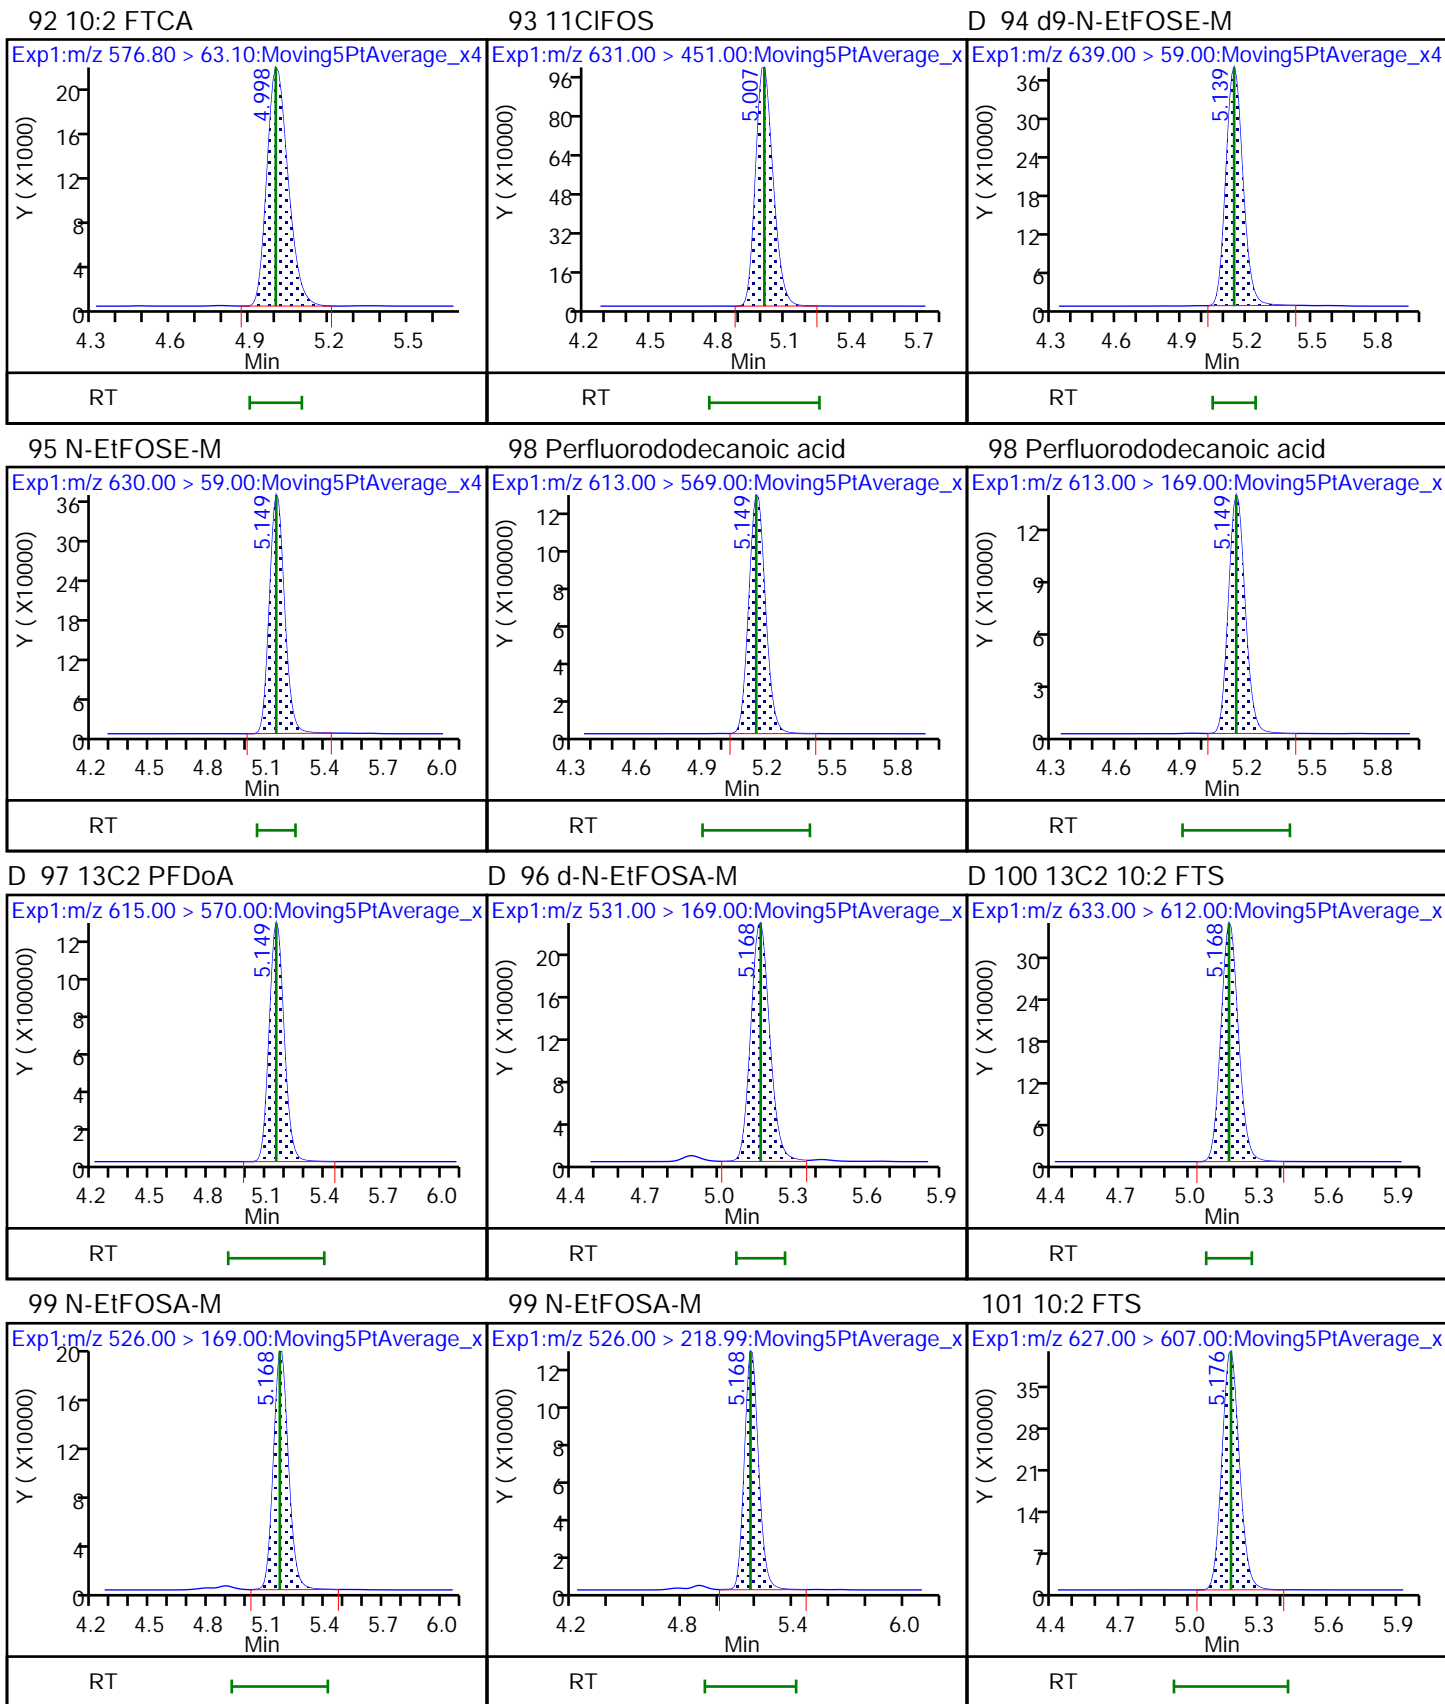 92 10:2 FTCA
Exp1:m/z 576.80 > 63.10:Moving5PtAverage_x4
4.998
Y ( X10000)
20
16
12
8
4
0
4.3 4.6 4.9 5.2 5.5
Min
RT
93 11ClFOS
Exp1:m/z 631.00 > 451.00:Moving5PtAverage_x
5.007
Y ( X10000)
96
80
64
48
32
16
0
4.2 4.5 4.8 5.1 5.4 5.7
Min
RT
D 94 d9-N-EtFOSE-M
Exp1:m/z 639.00 > 59.00:Moving5PtAverage_x4
5.139
Y ( X10000)
36
30
24
18
12
6
0
4.3 4.6 4.9 5.2 5.5 5.8
Min
RT
95 N-EtFOSE-M
Exp1:m/z 630.00 > 59.00:Moving5PtAverage_x4
5.149
Y ( X10000)
36
30
24
18
12
6
0
4.2 4.5 4.8 5.1 5.4 5.7 6.0
Min
RT
98 Perfluorododecanoic acid
Exp1:m/z 613.00 > 569.00:Moving5PtAverage_x
5.149
Y ( X100000)
12
10
8
6
4
2
0
4.3 4.6 4.9 5.2 5.5 5.8
Min
RT
98 Perfluorododecanoic acid
Exp1:m/z 613.00 > 169.00:Moving5PtAverage_x
5.149
Y ( X10000)
12
9
6
3
0
4.3 4.6 4.9 5.2 5.5 5.8
Min
RT
D 97 13C2 PFDoA
Exp1:m/z 615.00 > 570.00:Moving5PtAverage_x
5.149
Y ( X100000)
12
10
8
6
4
2
0
4.2 4.5 4.8 5.1 5.4 5.7 6.0
Min
RT
D 96 d-N-EtFOSA-M
Exp1:m/z 531.00 > 169.00:Moving5PtAverage_x
5.168
Y ( X10000)
20
16
12
8
4
0
4.4 4.7 5.0 5.3 5.6 5.9
Min
RT
D 100 13C2 10:2 FTS
Exp1:m/z 633.00 > 612.00:Moving5PtAverage_x
5.168
Y ( X10000)
30
24
18
12
6
0
4.4 4.7 5.0 5.3 5.6 5.9
Min
RT
99 N-EtFOSA-M
Exp1:m/z 526.00 > 169.00:Moving5PtAverage_x
5.168
Y ( X10000)
20
16
12
8
4
0
4.2 4.5 4.8 5.1 5.4 5.7 6.0
Min
RT
99 N-EtFOSA-M
Exp1:m/z 526.00 > 218.99:Moving5PtAverage_x
5.168
Y ( X10000)
12
10
8
6
4
2
0
4.2 4.8 5.4 6.0
Min
RT
101 10:2 FTS
Exp1:m/z 627.00 > 607.00:Moving5PtAverage_x
5.176
Y ( X10000)
35
28
21
14
7
0
4.4 4.7 5.0 5.3 5.6 5.9
Min
RT